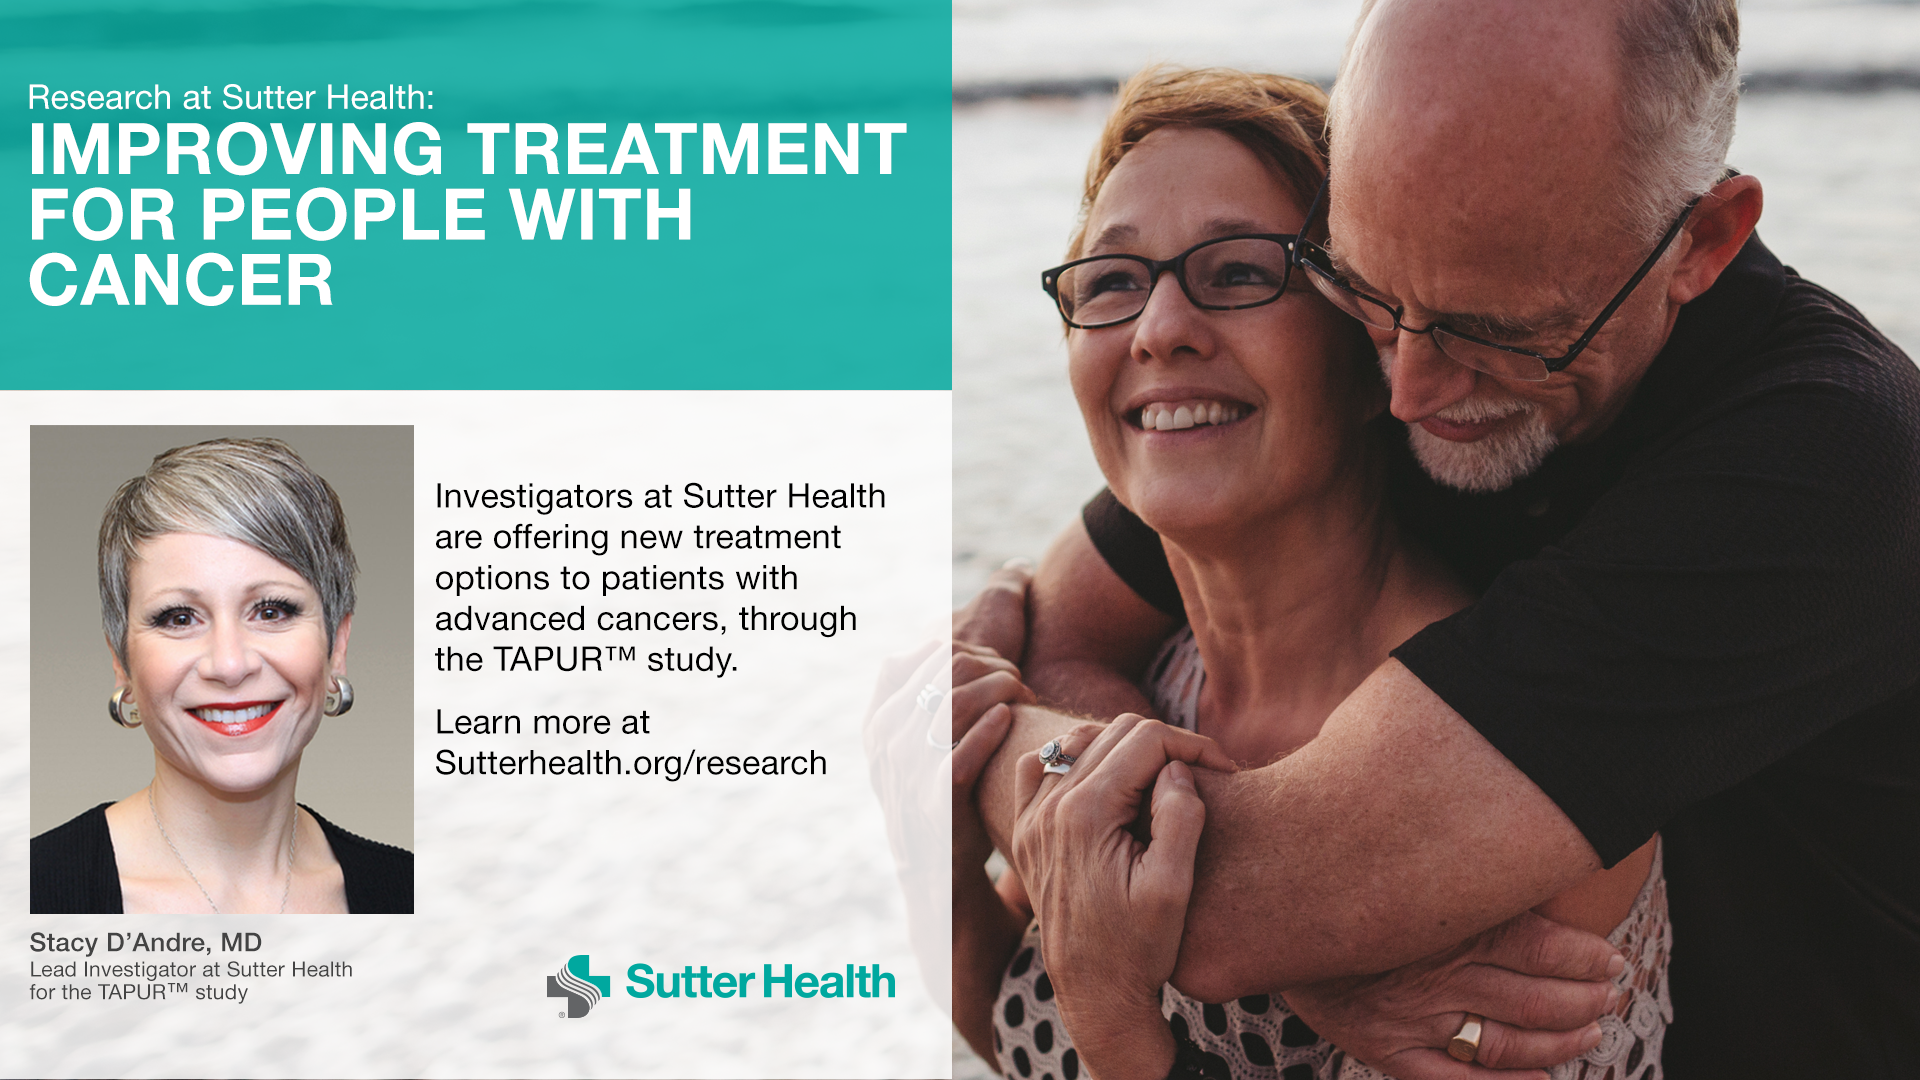 Research at Sutter Health:
IMPROVING TREATMENT
FOR PEOPLE WITH
CANCER
Investigators at Sutter Health
are offering new treatment
options to patients with
advanced cancers, through
the TAPUR™ study.
Learn more at
Sutterhealth.org/research
Stacy D’Andre, MD
Lead Investigator at Sutter Health
for the TAPUR™ study
® Sutter Health